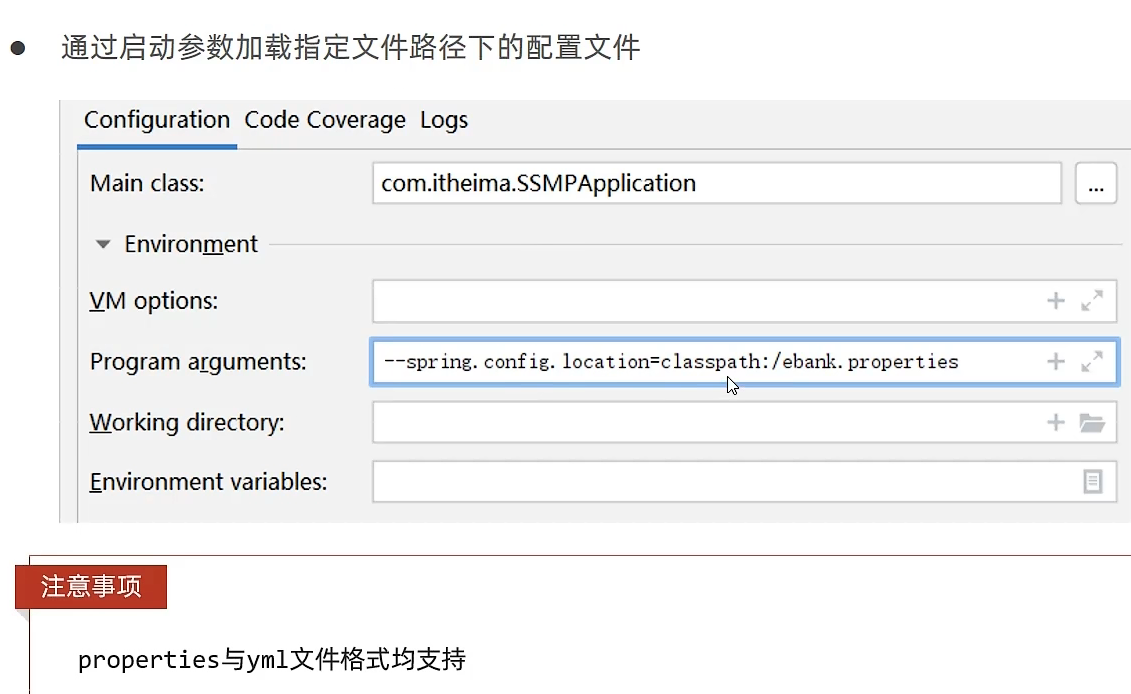 通过启动参数加载指定文件路径下的配置文件
Configuration Code Coverage Logs
Main class: com.itheima.SSMPApplication ...
Environment
VM options:
Program arguments: --spring.config.location=classpath:/ebank.properties
Working directory:
Environment variables:
注意事项
properties与yml文件格式均支持